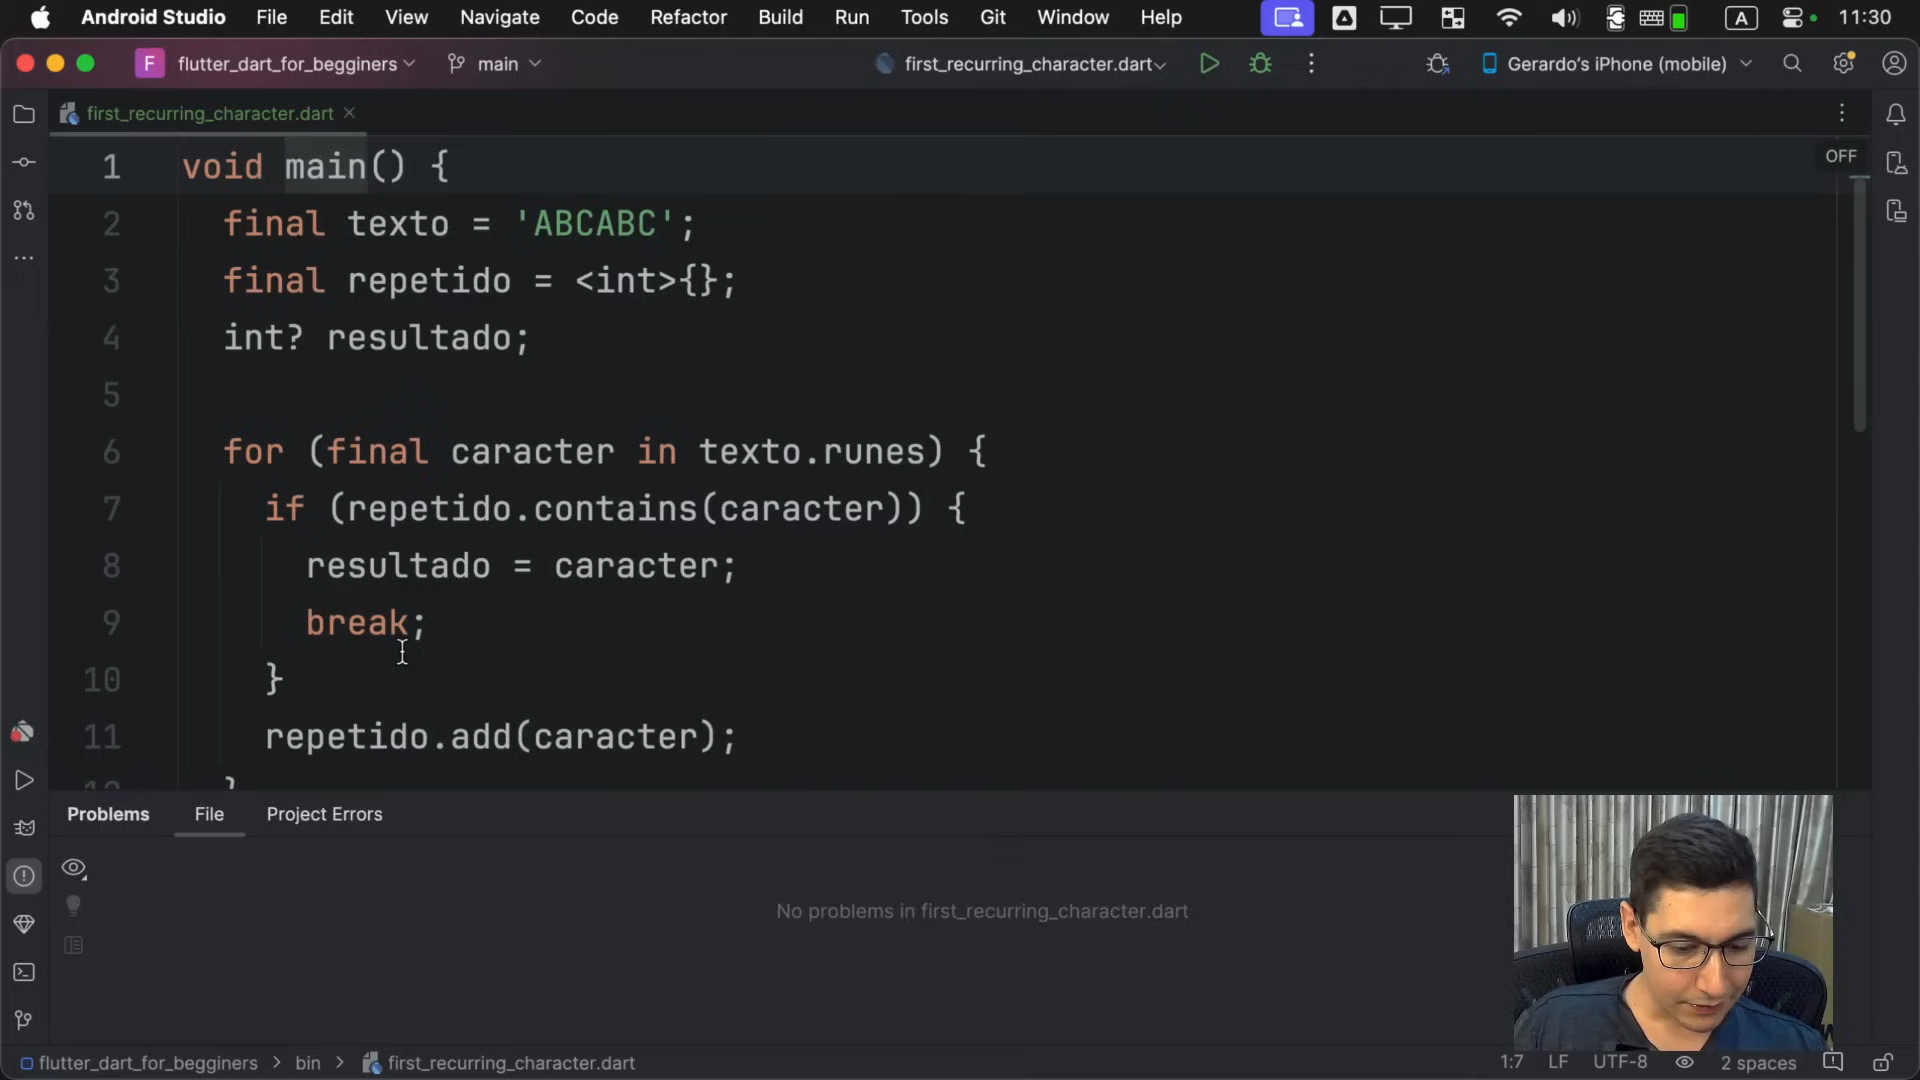 Android Studio File Edit View Navigate Code Refactor Build Run Tools Git Window Help A 11:30
F flutter_dart_for_begginers main first_recurring_character.dart Gerardo's iPhone (mobile)
first_recurring_character.dart
OFF
1 void main() {
2 final texto = 'ABCABC';
3 final repetido = <int>{};
4 int? resultado;
5
6 for (final caracter in texto.runes) {
7 if (repetido.contains(caracter)) {
8 resultado = caracter;
9 break;
10 }
11 repetido.add(caracter);
12 }
Problems File Project Errors
No problems in first_recurring_character.dart
flutter_dart_for_begginers > bin > first_recurring_character.dart 1:7 LF UTF-8 2 spaces